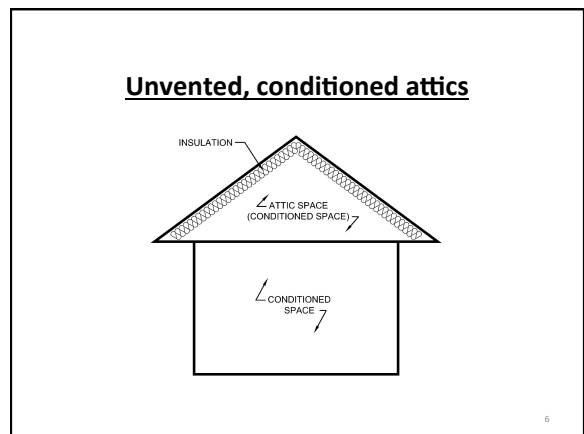 Unvented, conditioned attics
INSULATION
ATTIC SPACE
(CONDITIONED SPACE)
CONDITIONED
SPACE
6